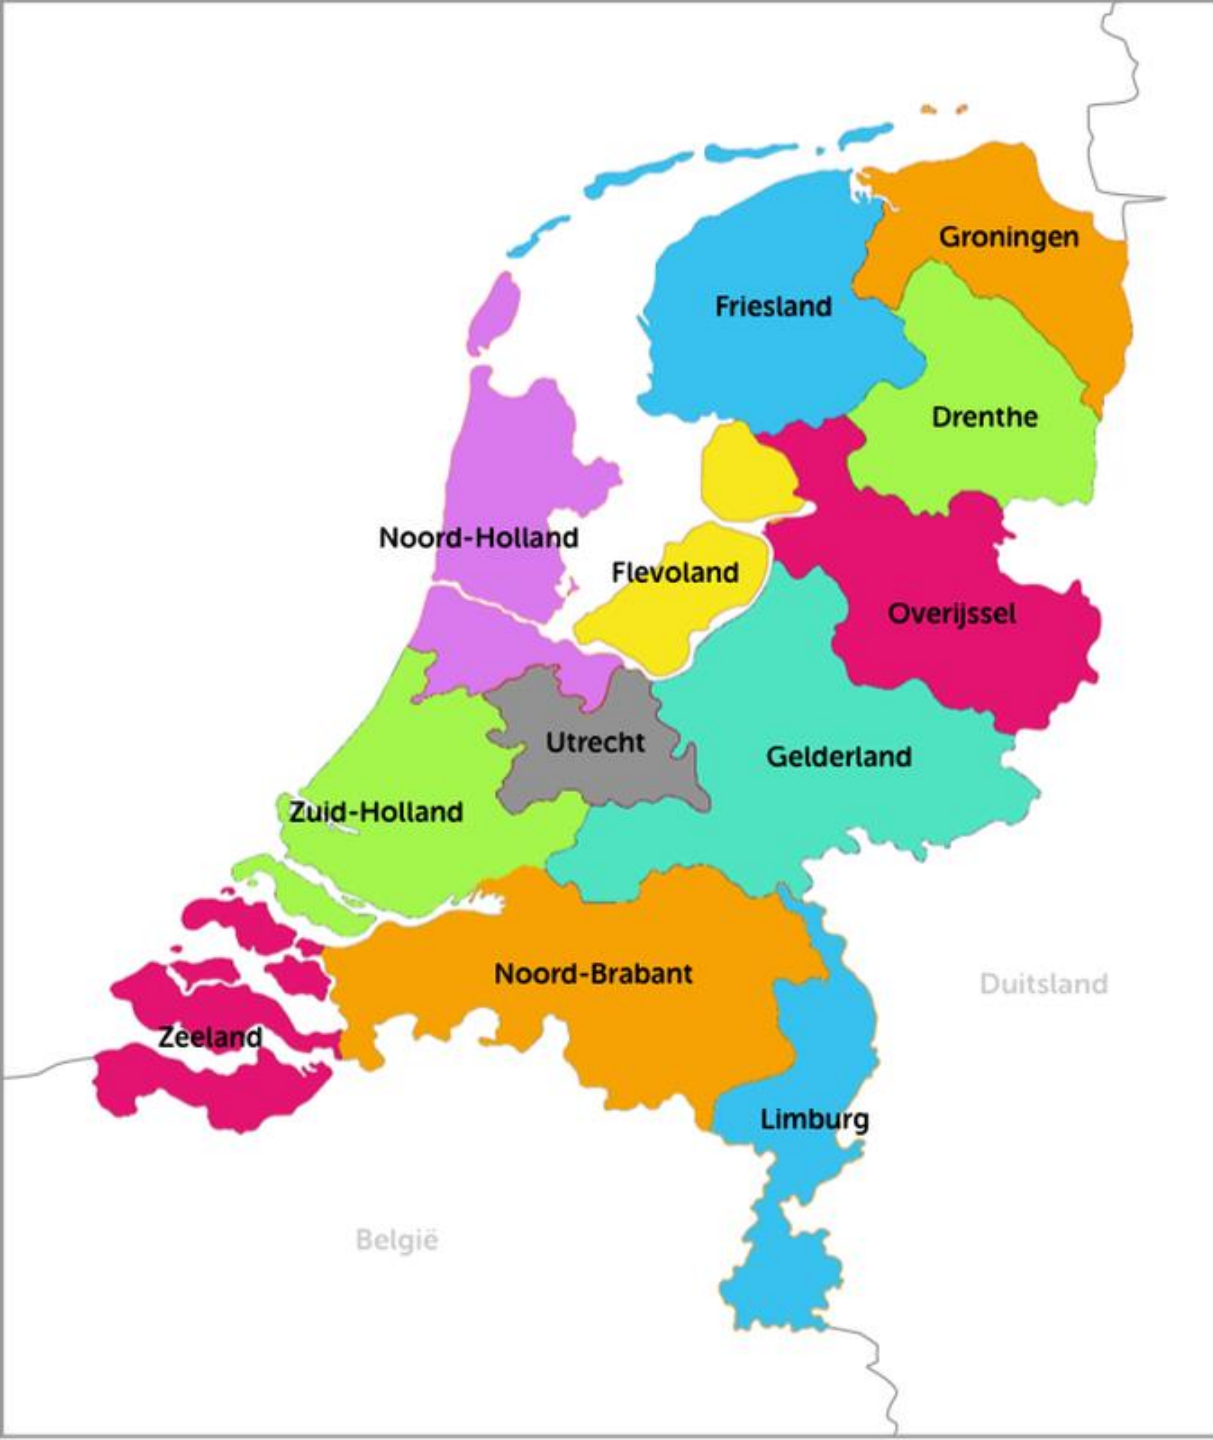 Groningen
Friesland
Drenthe
Noord-Holland
Flevoland
Overijssel
Utrecht
Gelderland
Zuid-Holland
Noord-Brabant
Duitsland
Zeeland
Limburg
België